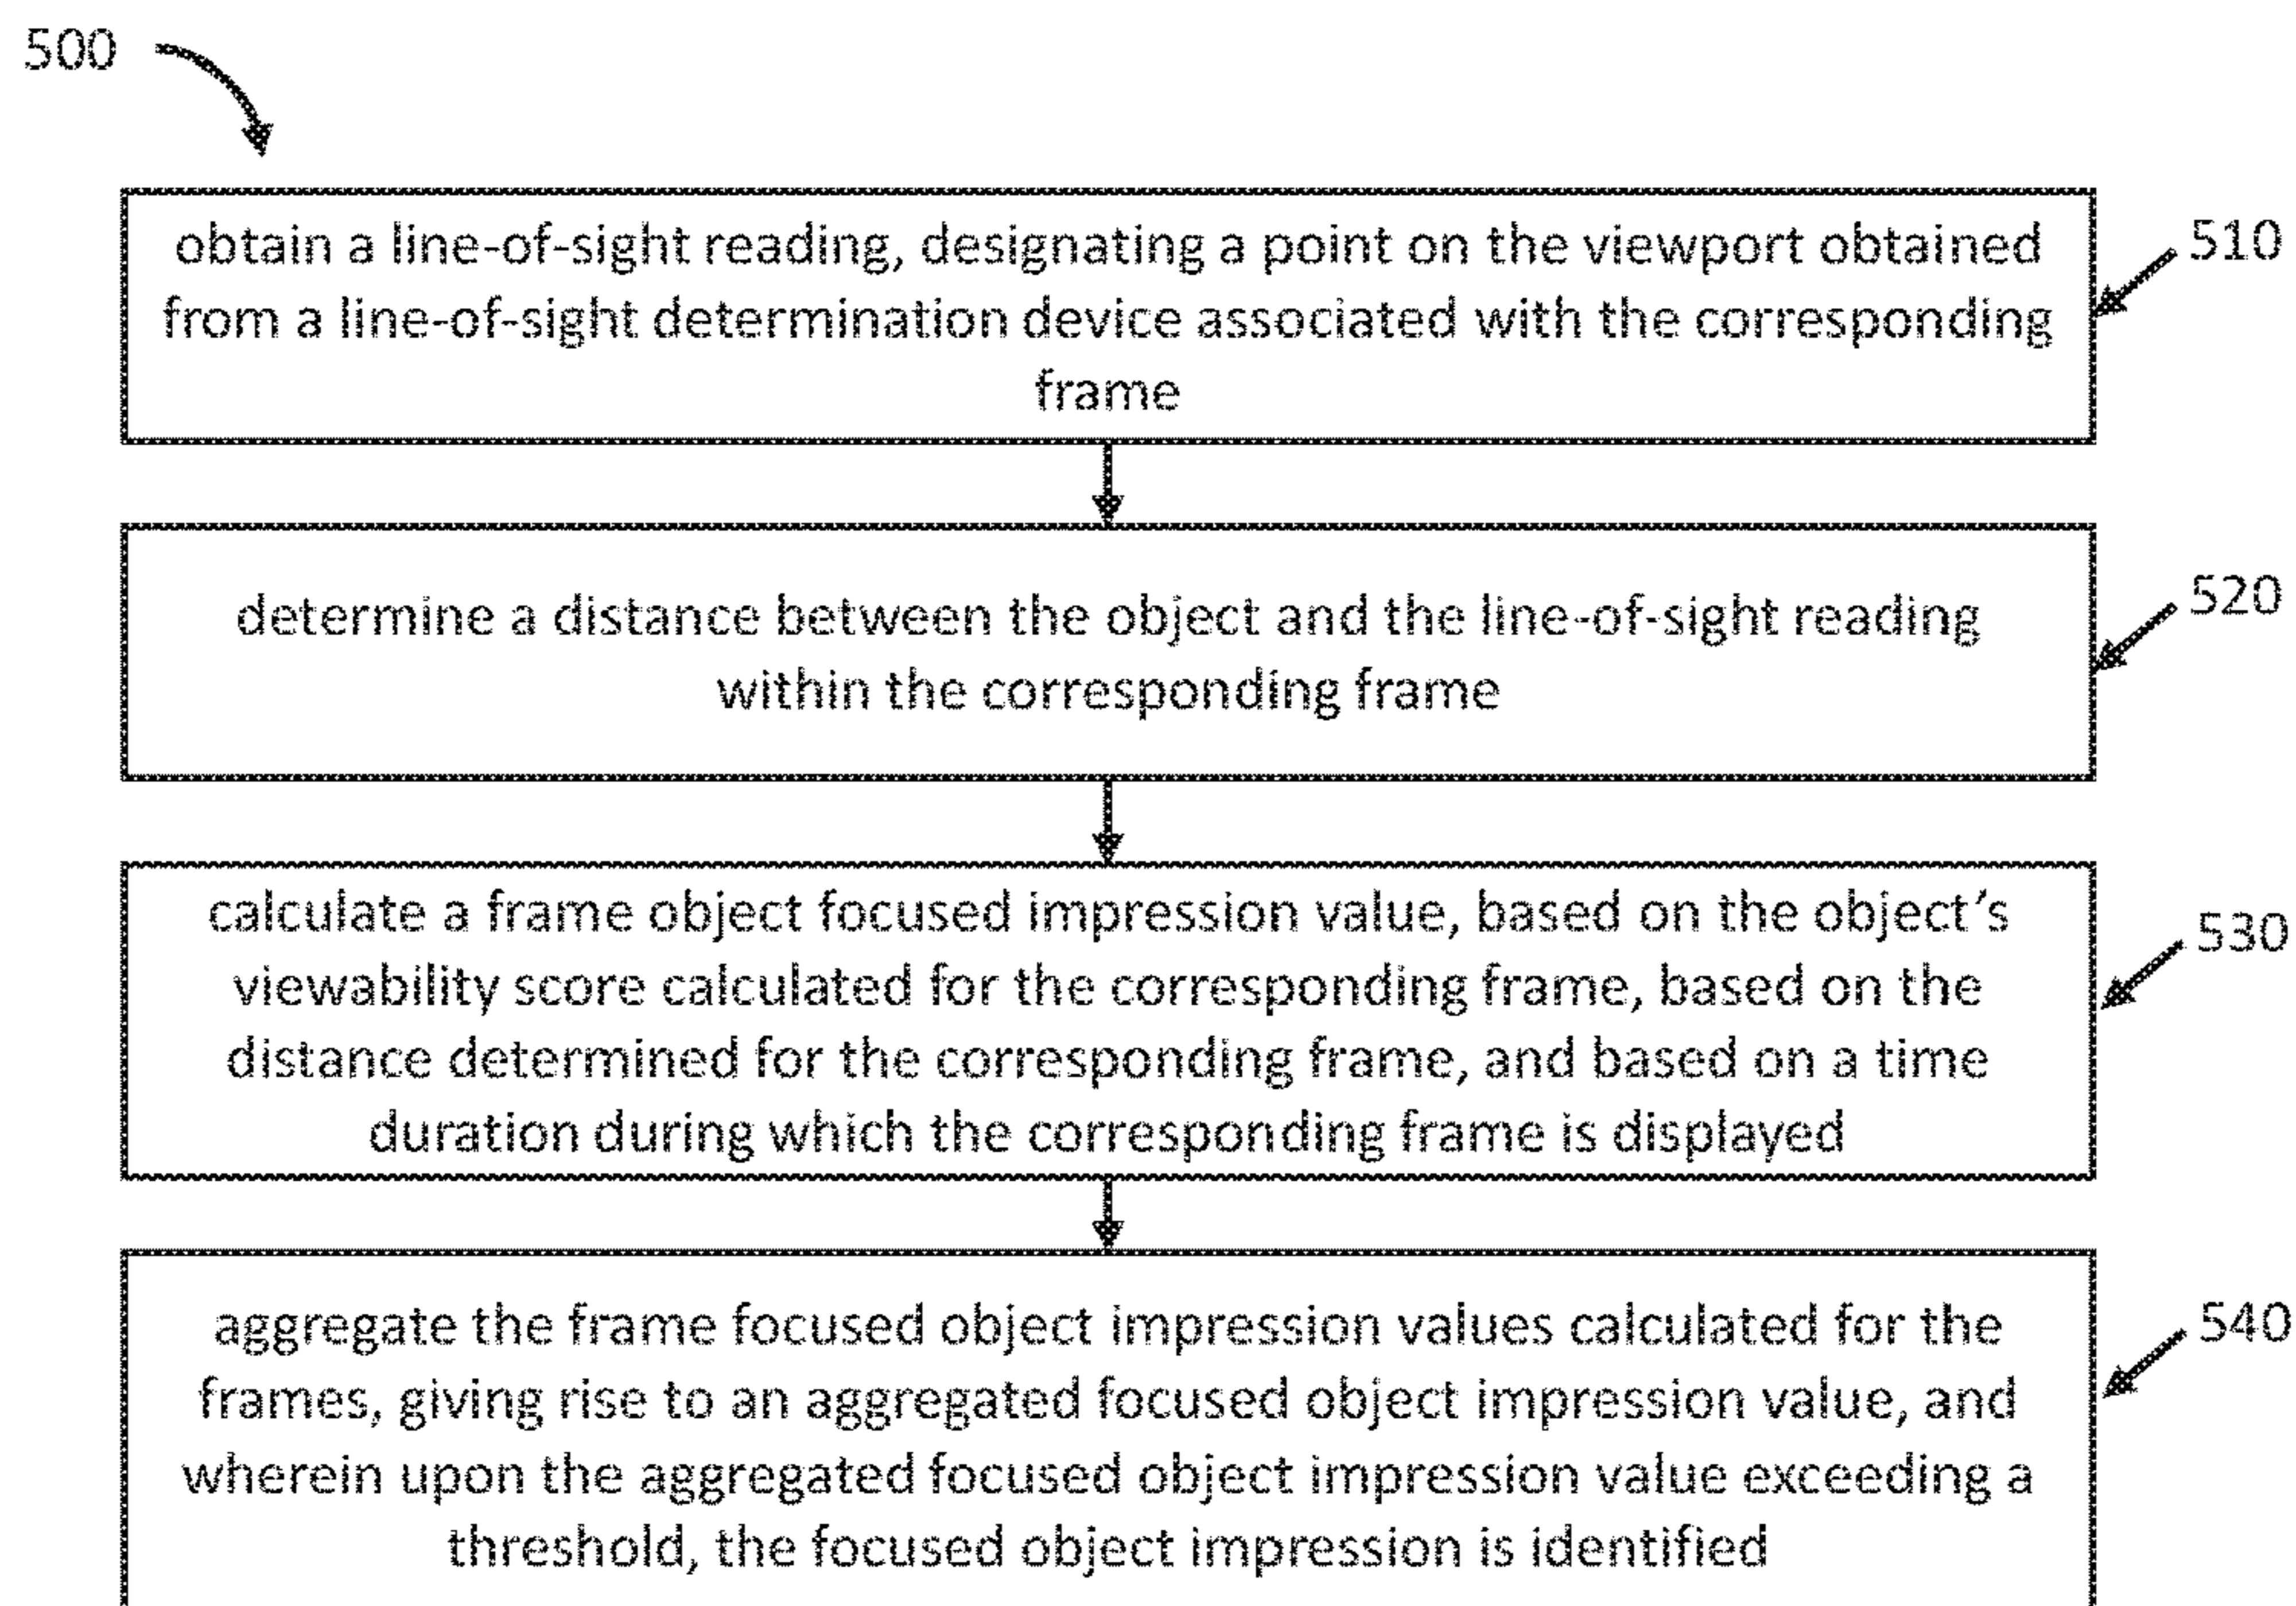 500
obtain a line-of-sight reading, designating a point on the viewport obtained
from a line-of-sight determination device associated with the corresponding
frame
510
determine a distance between the object and the line-of-sight reading
within the corresponding frame
520
calculate a frame object focused impression value, based on the object’s
viewability score calculated for the corresponding frame, based on the
distance determined for the corresponding frame, and based on a time
duration during which the corresponding frame is displayed
530
aggregate the frame focused object impression values calculated for the
frames, giving rise to an aggregated focused object impression value, and
wherein upon the aggregated focused object impression value exceeding a
threshold, the focused object impression is identified
540